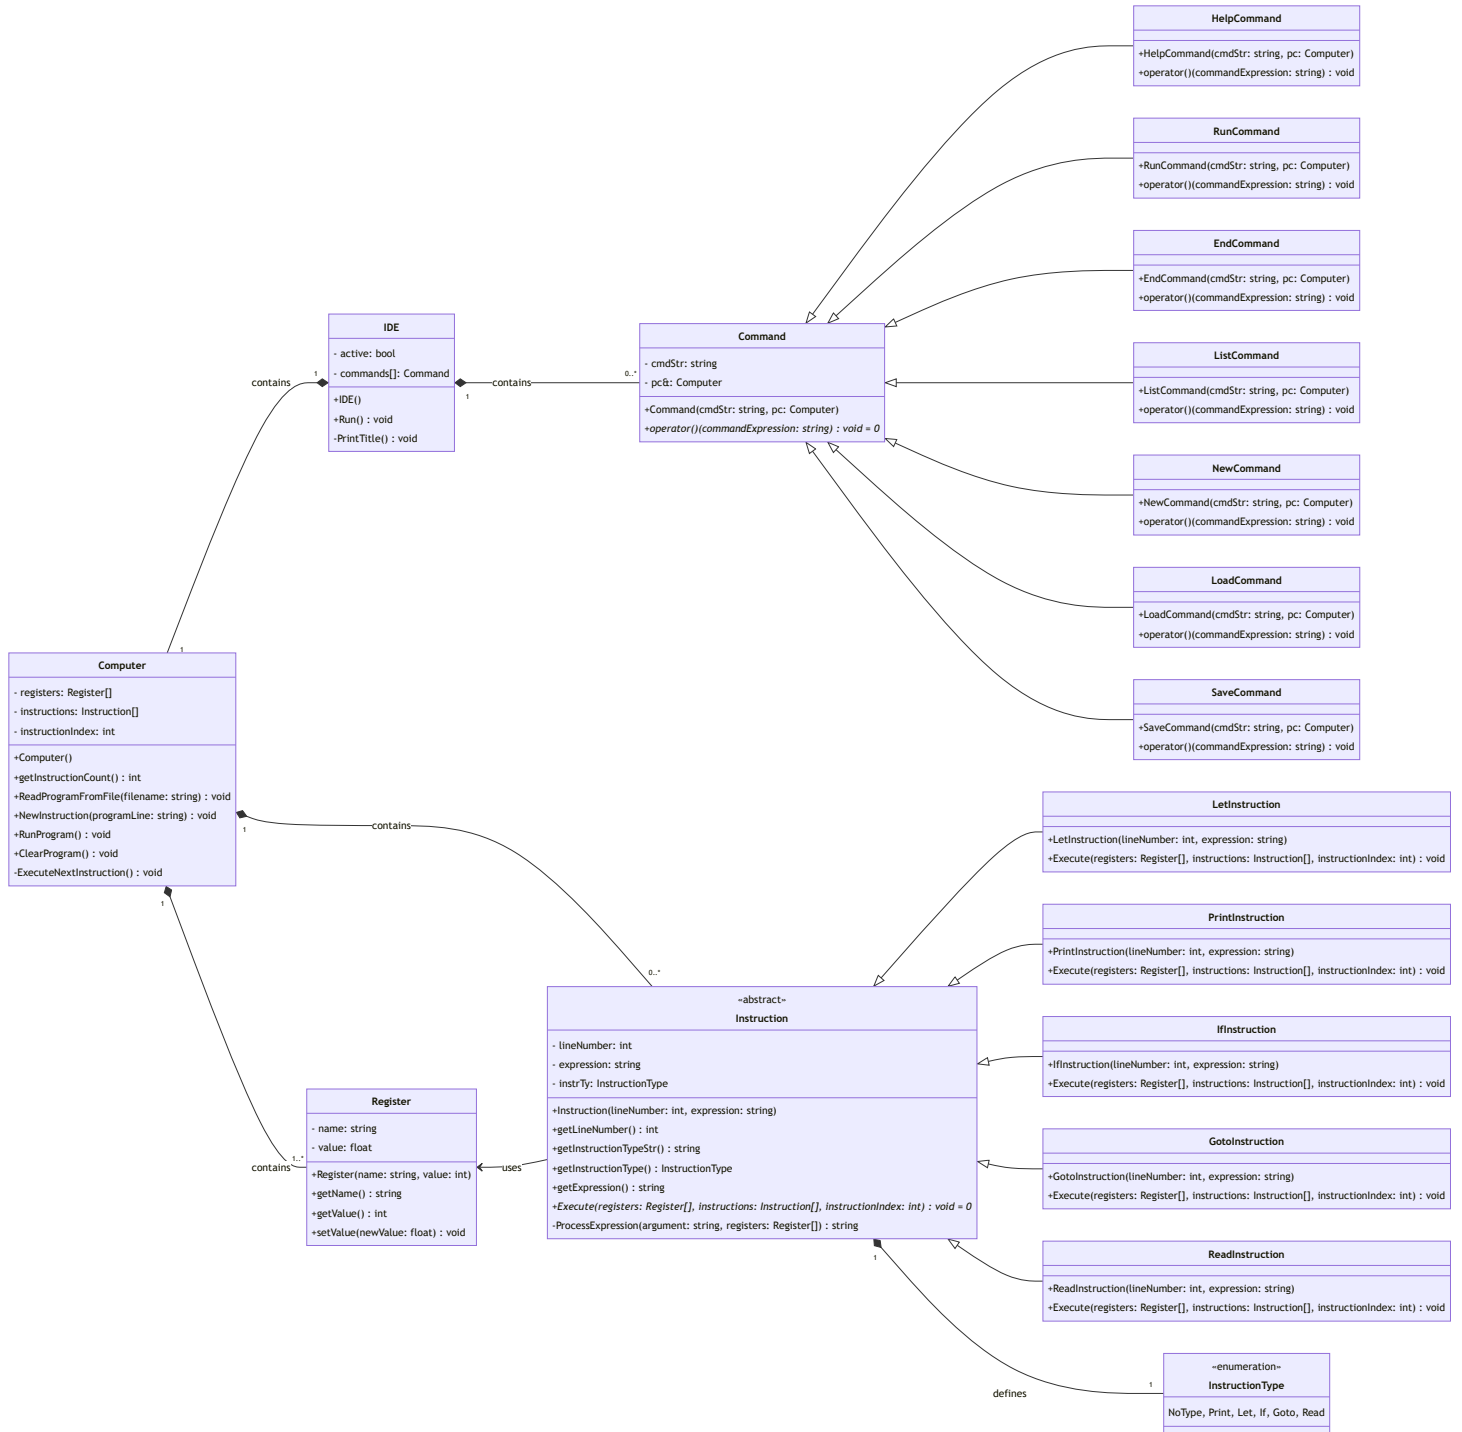 HelpCommand
+HelpCommand(cmdStr: string, pc: Computer)
+operator()(commandExpression: string) : void
RunCommand
+RunCommand(cmdStr: string, pc: Computer)
+operator()(commandExpression: string) : void
EndCommand
+EndCommand(cmdStr: string, pc: Computer)
+operator()(commandExpression: string) : void
IDE
- active: bool
- commands[]: Command
+IDE()
+Run() : void
-PrintTitle() : void
contains
1
1
contains
1
0..*
Command
- cmdStr: string
- pc&: Computer
+Command(cmdStr: string, pc: Computer)
+operator()(commandExpression: string) : void = 0
ListCommand
+ListCommand(cmdStr: string, pc: Computer)
+operator()(commandExpression: string) : void
NewCommand
+NewCommand(cmdStr: string, pc: Computer)
+operator()(commandExpression: string) : void
LoadCommand
+LoadCommand(cmdStr: string, pc: Computer)
+operator()(commandExpression: string) : void
SaveCommand
+SaveCommand(cmdStr: string, pc: Computer)
+operator()(commandExpression: string) : void
Computer
- registers: Register[]
- instructions: Instruction[]
- instructionIndex: int
+Computer()
+getInstructionCount() : int
+ReadProgramFromFile(filename: string) : void
+NewInstruction(programLine: string) : void
+RunProgram() : void
+ClearProgram() : void
-ExecuteNextInstruction() : void
1
contains
0..*
1
contains
1..*
LetInstruction
+LetInstruction(lineNumber: int, expression: string)
+Execute(registers: Register[], instructions: Instruction[], instructionIndex: int) : void
PrintInstruction
+PrintInstruction(lineNumber: int, expression: string)
+Execute(registers: Register[], instructions: Instruction[], instructionIndex: int) : void
«abstract»
Instruction
- lineNumber: int
- expression: string
- instrTy: InstructionType
+Instruction(lineNumber: int, expression: string)
+getLineNumber() : int
+getInstructionTypeStr() : string
+getInstructionType() : InstructionType
+getExpression() : string
+Execute(registers: Register[], instructions: Instruction[], instructionIndex: int) : void = 0
-ProcessExpression(argument: string, registers: Register[]) : string
IfInstruction
+IfInstruction(lineNumber: int, expression: string)
+Execute(registers: Register[], instructions: Instruction[], instructionIndex: int) : void
Register
- name: string
- value: float
+Register(name: string, value: int)
+getName() : string
+getValue() : int
+setValue(newValue: float) : void
uses
GotoInstruction
+GotoInstruction(lineNumber: int, expression: string)
+Execute(registers: Register[], instructions: Instruction[], instructionIndex: int) : void
ReadInstruction
+ReadInstruction(lineNumber: int, expression: string)
+Execute(registers: Register[], instructions: Instruction[], instructionIndex: int) : void
1
defines
1
«enumeration»
InstructionType
NoType, Print, Let, If, Goto, Read